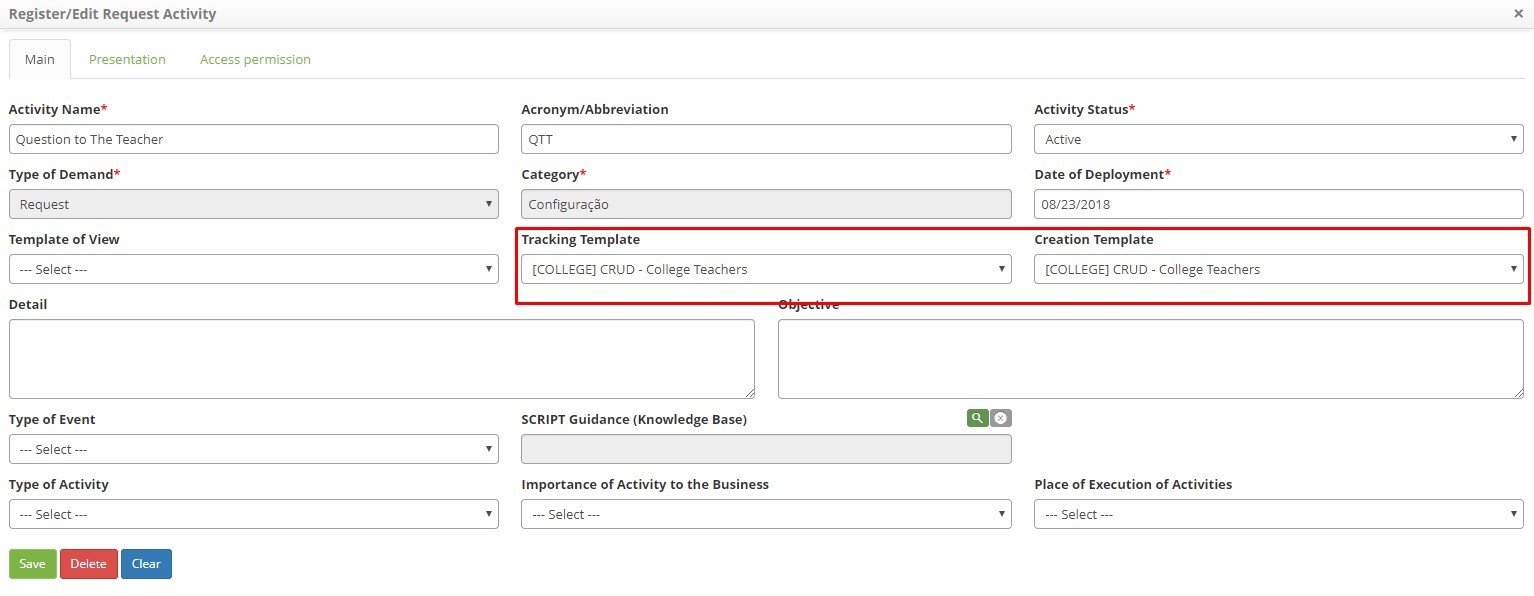 Register/Edit Request Activity ×
Main Presentation Access permission
Activity Name* Acronym/Abbreviation Activity Status*
Question to The Teacher QTT Active
Type of Demand* Category* Date of Deployment*
Request Configuração 08/23/2018
Template of View Tracking Template Creation Template
--- Select --- [COLLEGE] CRUD - College Teachers [COLLEGE] CRUD - College Teachers
Detail Objective
Type of Event SCRIPT Guidance (Knowledge Base)
--- Select ---
Type of Activity Importance of Activity to the Business Place of Execution of Activities
--- Select --- --- Select --- --- Select ---
Save Delete Clear